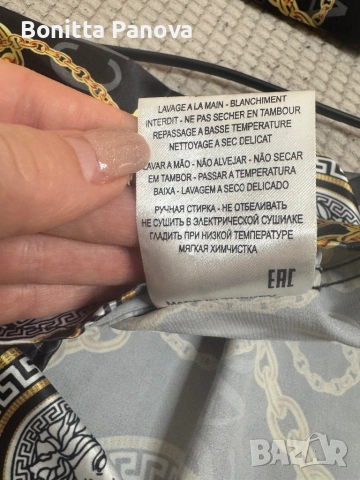 Bonitta Panova
LAVAGE A LA MAIN - BLANCHIMENT
INTERDIT - NE PAS SECHER EN TAMBOUR
REPASSAGE A BASSE TEMPERATURE
NETTOYAGE A SEC DELICAT
LAVAR A MÃO - NÃO ALVEJAR - NÃO SECAR
EM TAMBOR - PASSAR A TEMPERATURA
BAIXA - LAVAGEM A SECO DELICADO
РУЧНАЯ СТИРКА - НЕ ОТБЕЛИВАТЬ
НЕ СУШИТЬ В ЭЛЕКТРИЧЕСКОЙ СУШИЛКЕ
ГЛАДИТЬ ПРИ НИЗКОЙ ТЕМПЕРАТУРЕ
МЯГКАЯ ХИМЧИСТКА
EAC
BAZAR